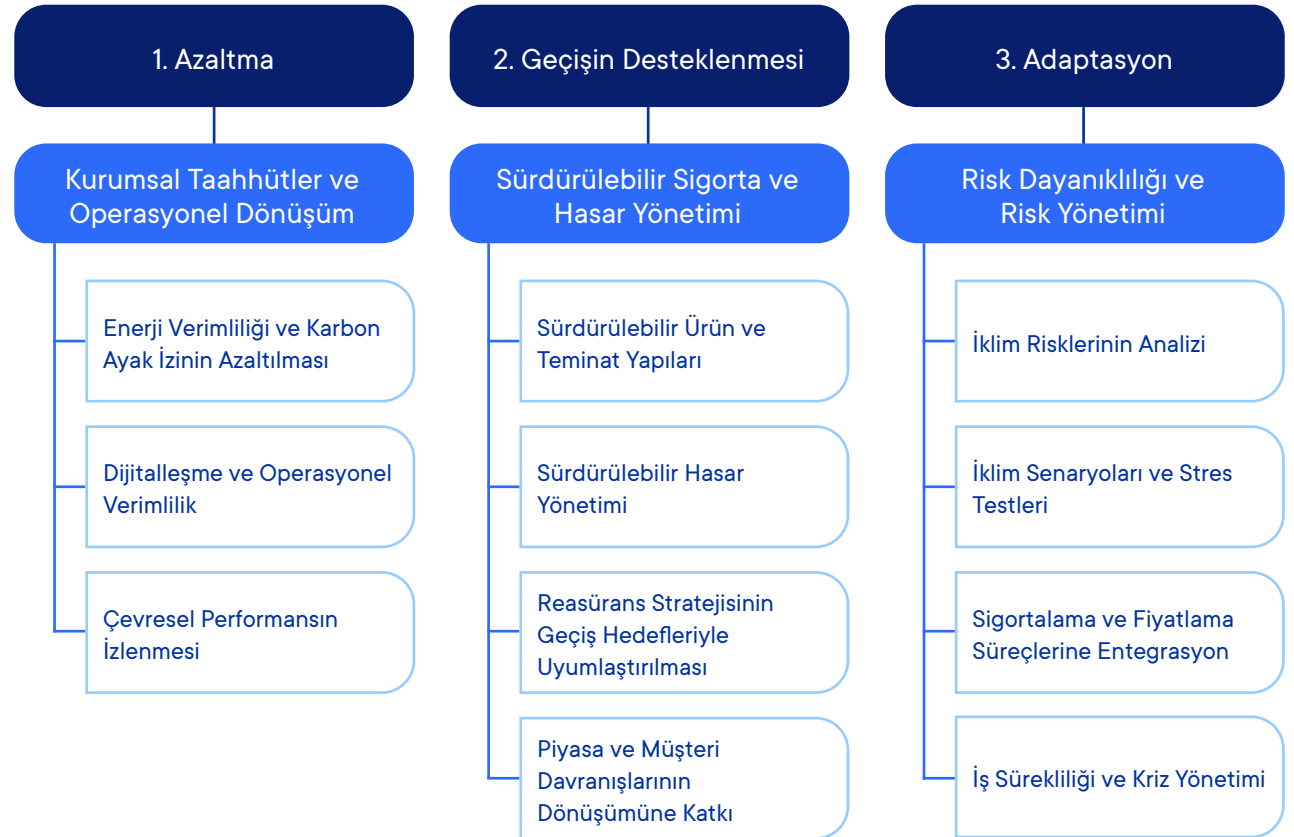 1. Azaltma
Kurumsal Taahhütler ve
Operasyonel Dönüşüm
Enerji Verimliliği ve Karbon
Ayak İzinin Azaltılması
Dijitalleşme ve Operasyonel
Verimlilik
Çevresel Performansın
İzlenmesi
2. Geçişin Desteklenmesi
Sürdürülebilir Sigorta ve
Hasar Yönetimi
Sürdürülebilir Ürün ve
Teminat Yapıları
Sürdürülebilir Hasar
Yönetimi
Reasürans Stratejisinin
Geçiş Hedefleriyle
Uyumlaştırılması
Piyasa ve Müşteri
Davranışlarının
Dönüşümüne Katkı
3. Adaptasyon
Risk Dayanıklılığı ve
Risk Yönetimi
İklim Risklerinin Analizi
İklim Senaryoları ve Stres
Testleri
Sigortalama ve Fiyatlama
Süreçlerine Entegrasyon
İş Sürekliliği ve Kriz Yönetimi